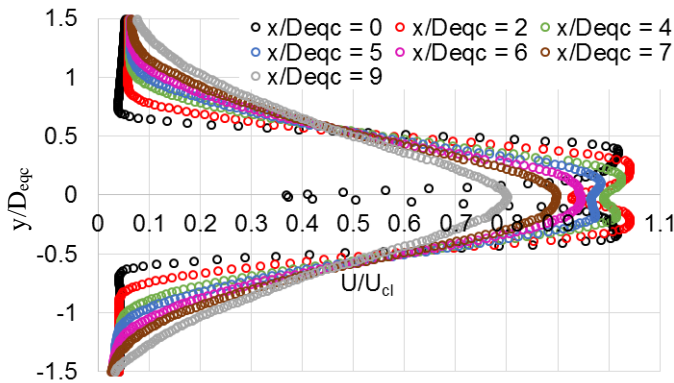 1.5
x/Deqc = 0 x/Deqc = 2 x/Deqc = 4
x/Deqc = 5 x/Deqc = 6 x/Deqc = 7
x/Deqc = 9
1
0.5
y/Deqc
0
0 0.1 0.2 0.3 0.4 0.5 0.6 0.7 0.8 0.9 1 1.1
-0.5
U/Ucl
-1
-1.5